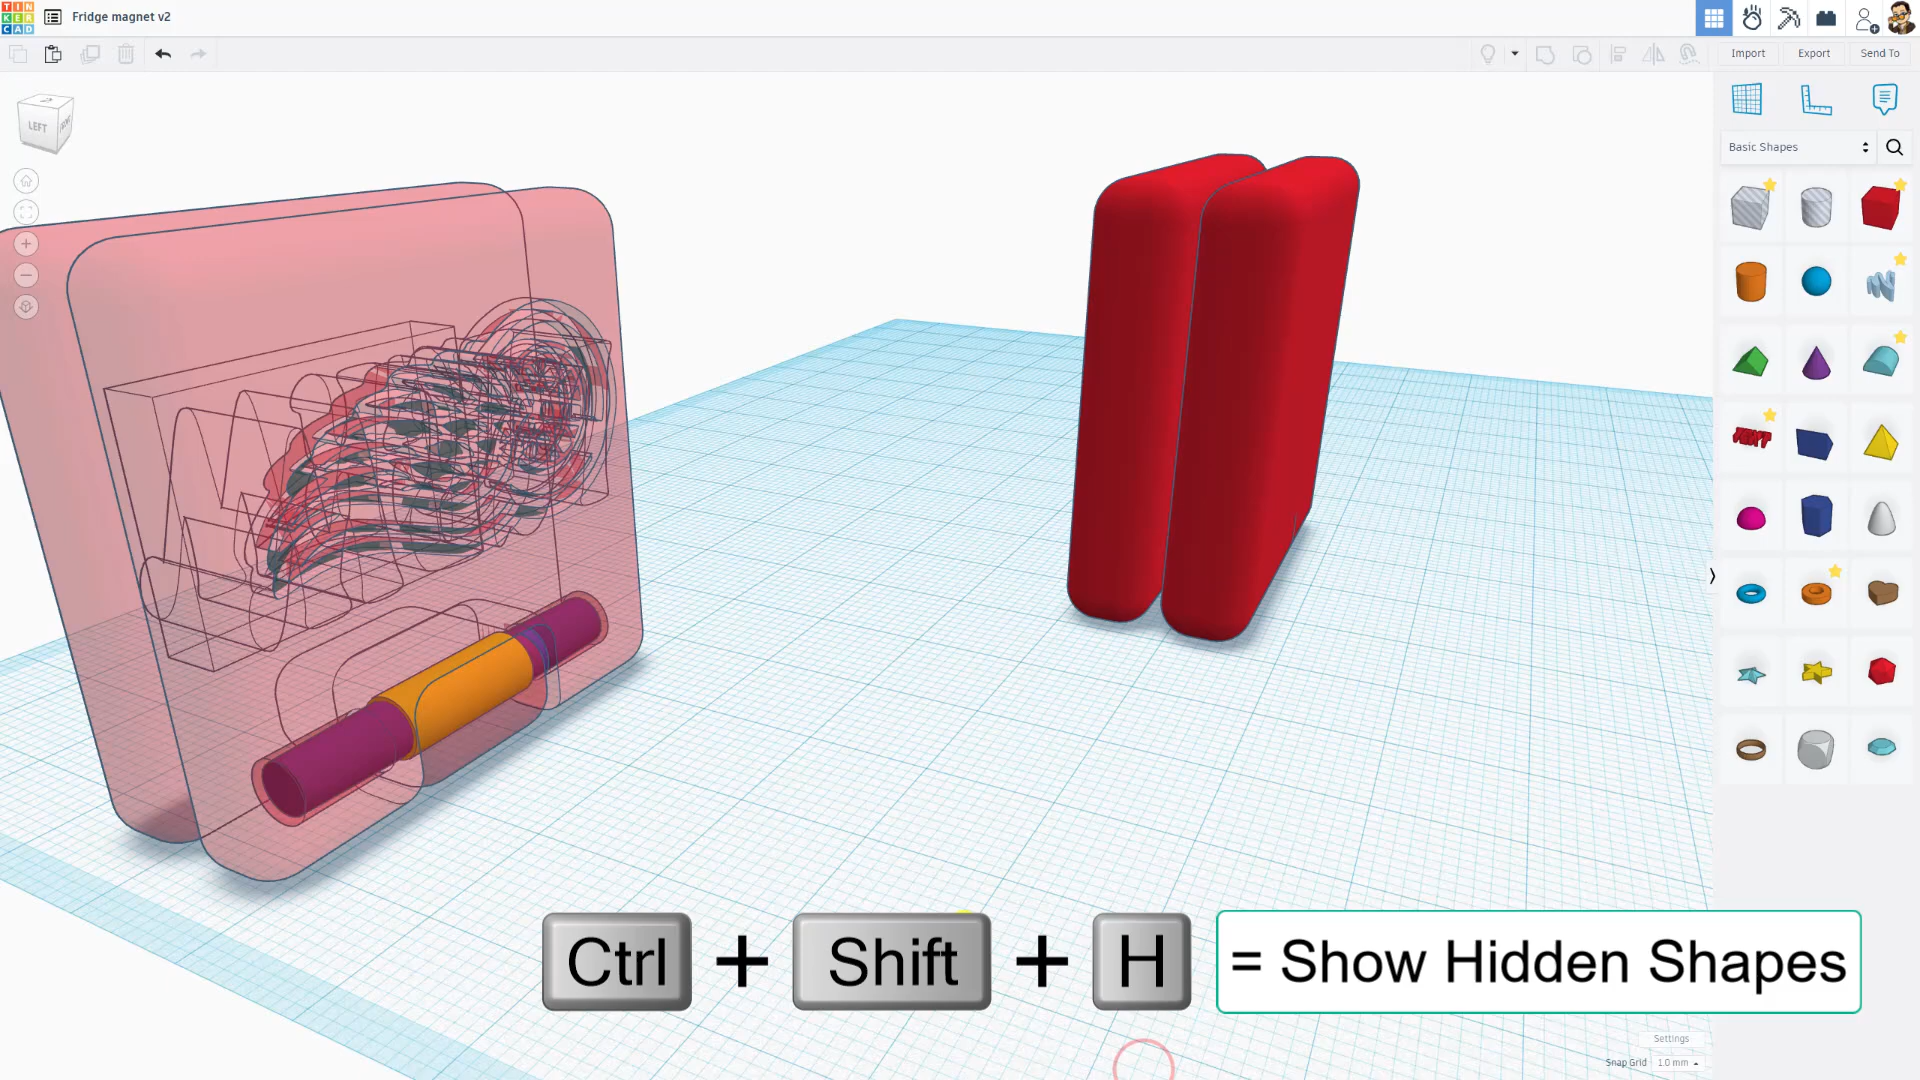 TIN
KER
CAD
Fridge magnet v2
Import
Export
Send To
LEFT
Basic Shapes
TEXT
Ctrl + Shift + H = Show Hidden Shapes
Settings
Snap Grid 1.0 mm